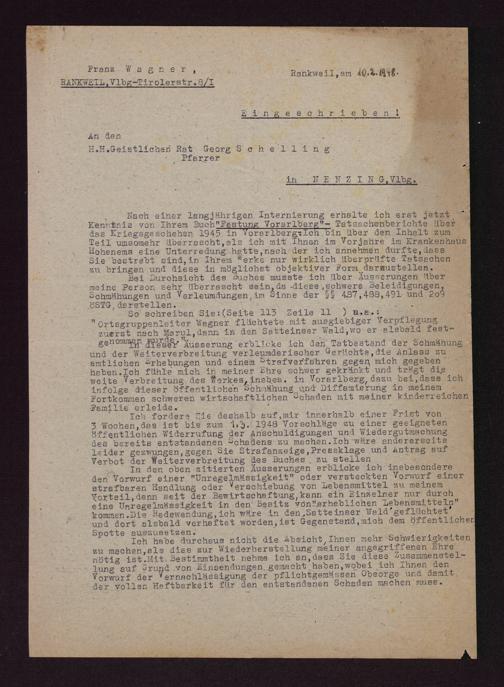 Franz W a g n e r ,
RANKWEIL,Vlbg-Tirolerstr.8/I
Rankweil,am 10.2.1948.
E i n g e s c h r i e b e n !
An den
H.H.Geistlichen Rat Georg S c h e l l i n g
Pfarrer
in N E N Z I N G,Vlbg.
Nach einer langjährigen Internierung erhalte ich erst jetzt
Kenntnis von Ihrem Buch"Festung Vorarlberg"- Tatsachenberichte über
das Kriegsgeschehen 1945 in Vorarlberg.Ich bin über den Inhalt zum
Teil umsomehr überrascht,als ich mit Ihnen im Vorjahre im Krankenhaus
Hohenems eine Unterredung hatte,nach der ich annehmen durfte,dass
Sie bestrebt sind,in Ihrem Werke nur wirklich überprüfte Tatsachen
zu bringen und diese in möglichst objektiver Form darzustellen.
Bei Durchsicht des Buches musste ich über Äusserungen über
meine Person sehr überrascht sein,da diese,schwere Beleidigungen,
Schmähungen und Verleumdungen,im Sinne der §§ 487,488,491 und 209
ÖSTG,darstellen.
So schreiben Sie:(Seite 113 Zeile 11 ) u.a.:
"Ortsgruppenleiter Wagner flüchtete mit ausgiebiger Verpflegung
zuerst nach Marul,dann in den Satteinser Wald,wo er alsbald fest-
genommen wurde."
In dieser Äusserung erblicke ich den Tatbestand der Schmähung
und der Weiterverbreitung verleumderischer Gerüchte,die Anlass zu
amtlichen Erhebungen und einem Strafverfahren gegen mich gegeben
haben.Ich fühle mich in meiner Ehre schwer gekränkt und trägt die
weite Verbreitung des Werkes,insbes. in Vorarlberg,dazu bei,dass ich
infolge dieser öffentlichen Schmähung und Diffamierung in meinem
Fortkommen schweren wirtschaftlichen Schaden mit meiner kinderreichen
Familie erleide.
Ich fordere Sie deshalb auf,mir innerhalb einer Frist von
3 Wochen,das ist bis zum 1.3. 1948 Vorschläge zu einer geeigneten
öffentlichen Widerrufung der Anschuldigungen und Wiedergutmachung
des bereits entstandenen Schadens zu machen.Ich wäre andererseits
leider gezwungen,gegen Sie Strafanzeige,Presseklage und Antrag auf
Verbot der Weiterverbreitung des Buches zu stellen
In den oben zitierten Äusserungen erblicke ich insbesondere
den Vorwurf einer "Unregelmässigkeit" oder versteckten Vorwurf einer
strafbaren Handlung oder Verschiebung von Lebensmittel zu meinem
Vorteil,denn seit der Bewirtschaftung,kann ein Einzelner nur durch
eine Unregelmässigkeit in den Besitz von"erheblichen Lebensmitteln"
kommen.Die Redewendung,ich wäre in den,Satteinser Wald'geflüchtet'
und dort alsbald verhaftet worden,ist Gegenstand,mich dem öffentlichen
Spotte auszusetzen.
Ich habe durchaus nicht die Absicht,Ihnen mehr Schwierigkeiten
zu machen,als dies zur Wiederherstellung meiner angegriffenen Ehre
nötig ist.Mit Bestimmtheit nehme ich an,dass Sie diese Zusammenstel-
lung auf Grund von Einsendungen gemacht haben,wobei ich Ihnen den
Vorwurf der Vernachlässigung der pflichtgemässen Obsorge und damit
der vollen Haftbarkeit für den entstandenen Schaden machen muss.